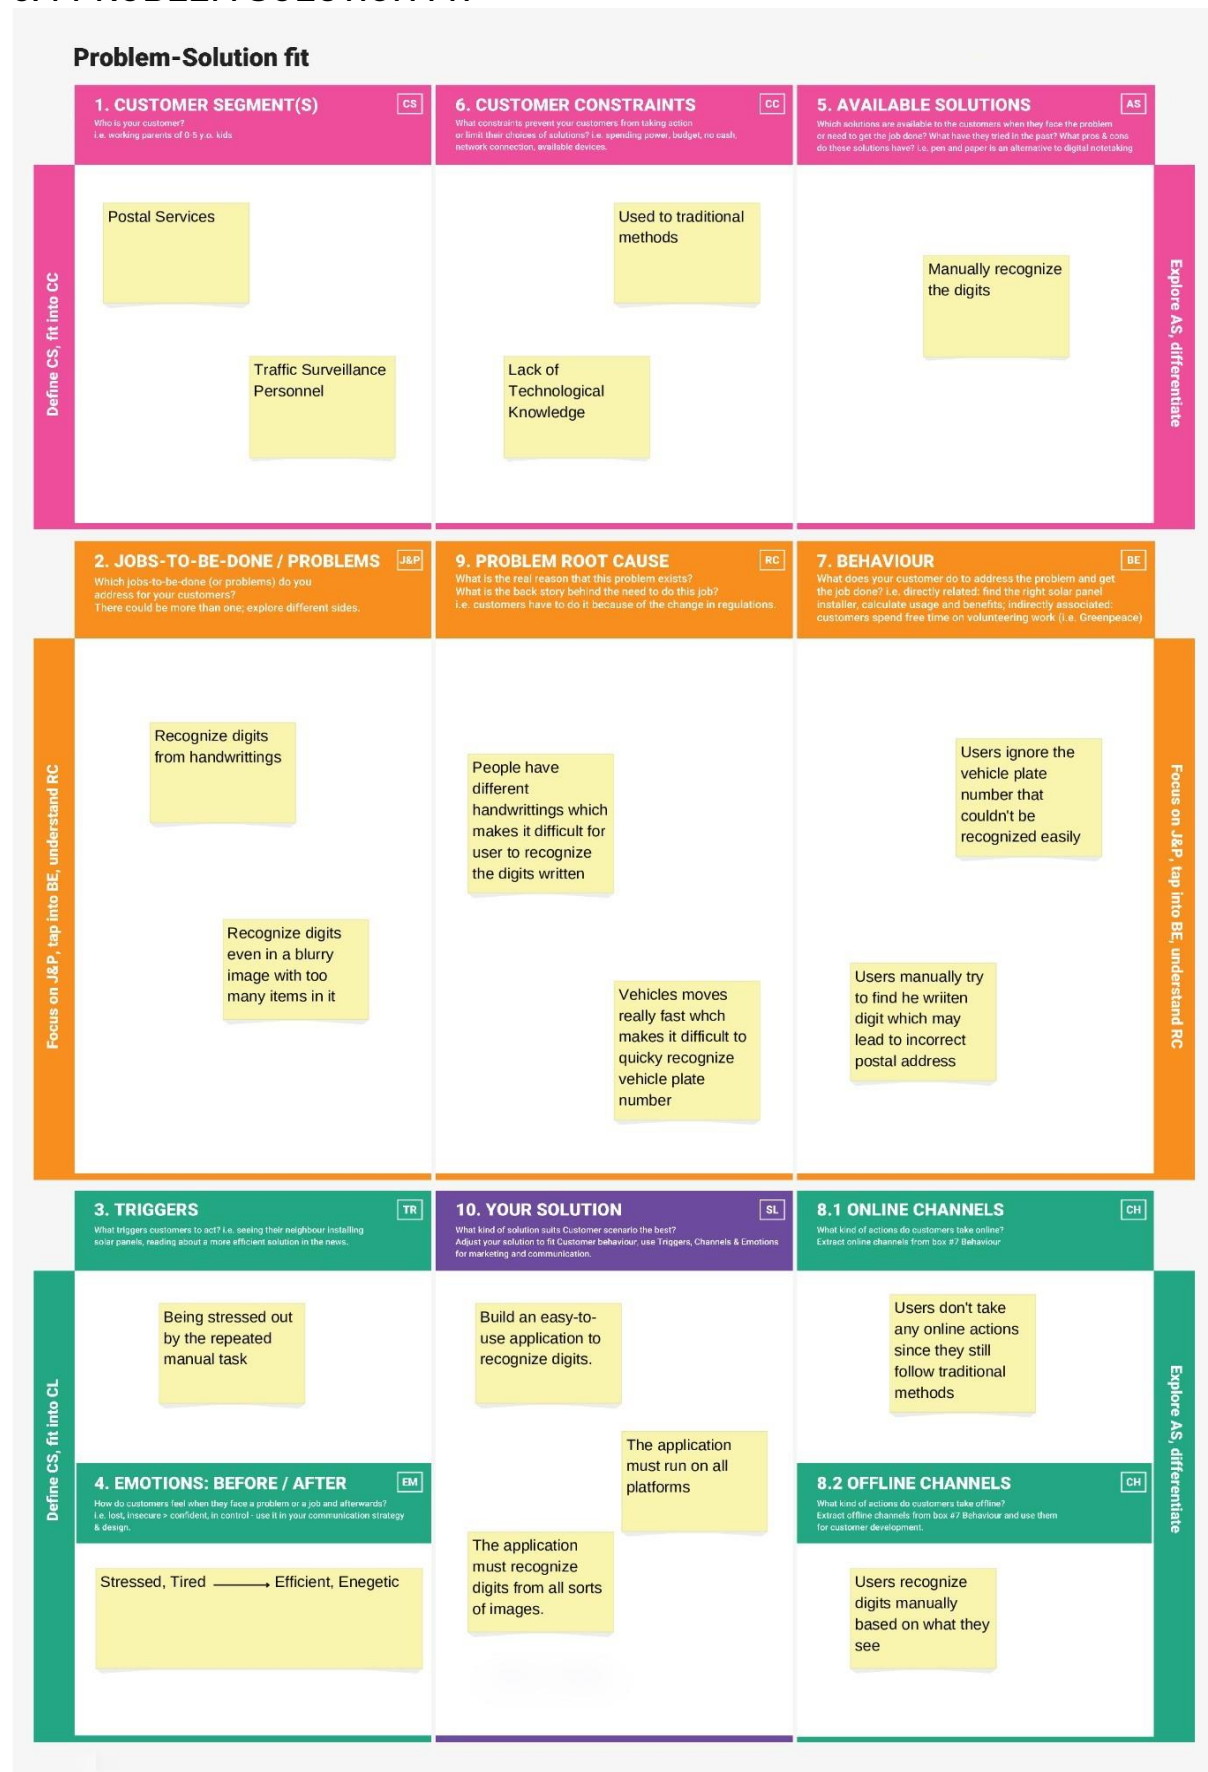 Problem-Solution fit
1. CUSTOMER SEGMENT(S)
CS
Who is your customer?
i.e. working parents of 0-5 y.o. kids
6. CUSTOMER CONSTRAINTS
CC
What constraints prevent your customers from taking action
or limit their choices of solutions? i.e. spending power, budget, no cash,
network connection, available devices.
5. AVAILABLE SOLUTIONS
AS
Which solutions are available to the customers when they face the problem
or need to get the job done? What have they tried in the past? What pros & cons
do these solutions have? i.e. pen and paper is an alternative to digital notetaking
Define CS, fit into CC
Postal Services
Traffic Surveillance
Personnel
Used to traditional
methods
Lack of
Technological
Knowledge
Manually recognize
the digits
Explore AS, differentiate
2. JOBS-TO-BE-DONE / PROBLEMS
J&P
Which jobs-to-be-done (or problems) do you
address for your customers?
There could be more than one; explore different sides.
9. PROBLEM ROOT CAUSE
RC
What is the real reason that this problem exists?
What is the back story behind the need to do this job?
i.e. customers have to do it because of the change in regulations.
7. BEHAVIOUR
BE
What does your customer do to address the problem and get
the job done? i.e. directly related: find the right solar panel
installer, calculate usage and benefits; indirectly associated:
customers spend free time on volunteering work (i.e. Greenpeace)
Focus on J&P, tap into BE, understand RC
Recognize digits
from handwrittings
Recognize digits
even in a blurry
image with too
many items in it
People have
different
handwrittings which
makes it difficult for
user to recognize
the digits written
Vehicles moves
really fast whch
makes it difficult to
quicky recognize
vehicle plate
number
Users ignore the
vehicle plate
number that
couldn't be
recognized easily
Users manually try
to find he wriiten
digit which may
lead to incorrect
postal address
Focus on J&P, tap into BE, understand RC
3. TRIGGERS
TR
What triggers customers to act? i.e. seeing their neighbour installing
solar panels, reading about a more efficient solution in the news.
10. YOUR SOLUTION
SL
What kind of solution suits Customer scenario the best?
Adjust your solution to fit Customer behaviour, use Triggers, Channels & Emotions
for marketing and communication.
8.1 ONLINE CHANNELS
CH
What kind of actions do customers take online?
Extract online channels from box #7 Behaviour
Define CS, fit into CL
Being stressed out
by the repeated
manual task
4. EMOTIONS: BEFORE / AFTER
EM
How do customers feel when they face a problem or a job and afterwards?
i.e. lost, insecure > confident, in control - use it in your communication strategy
& design.
Stressed, Tired ⟶ Efficient, Enegetic
Build an easy-to-
use application to
recognize digits.
The application
must run on all
platforms
The application
must recognize
digits from all sorts
of images.
Users don't take
any online actions
since they still
follow traditional
methods
8.2 OFFLINE CHANNELS
CH
What kind of actions do customers take offline?
Extract offline channels from box #7 Behaviour and use them
for customer development.
Users recognize
digits manually
based on what they
see
Explore AS, differentiate